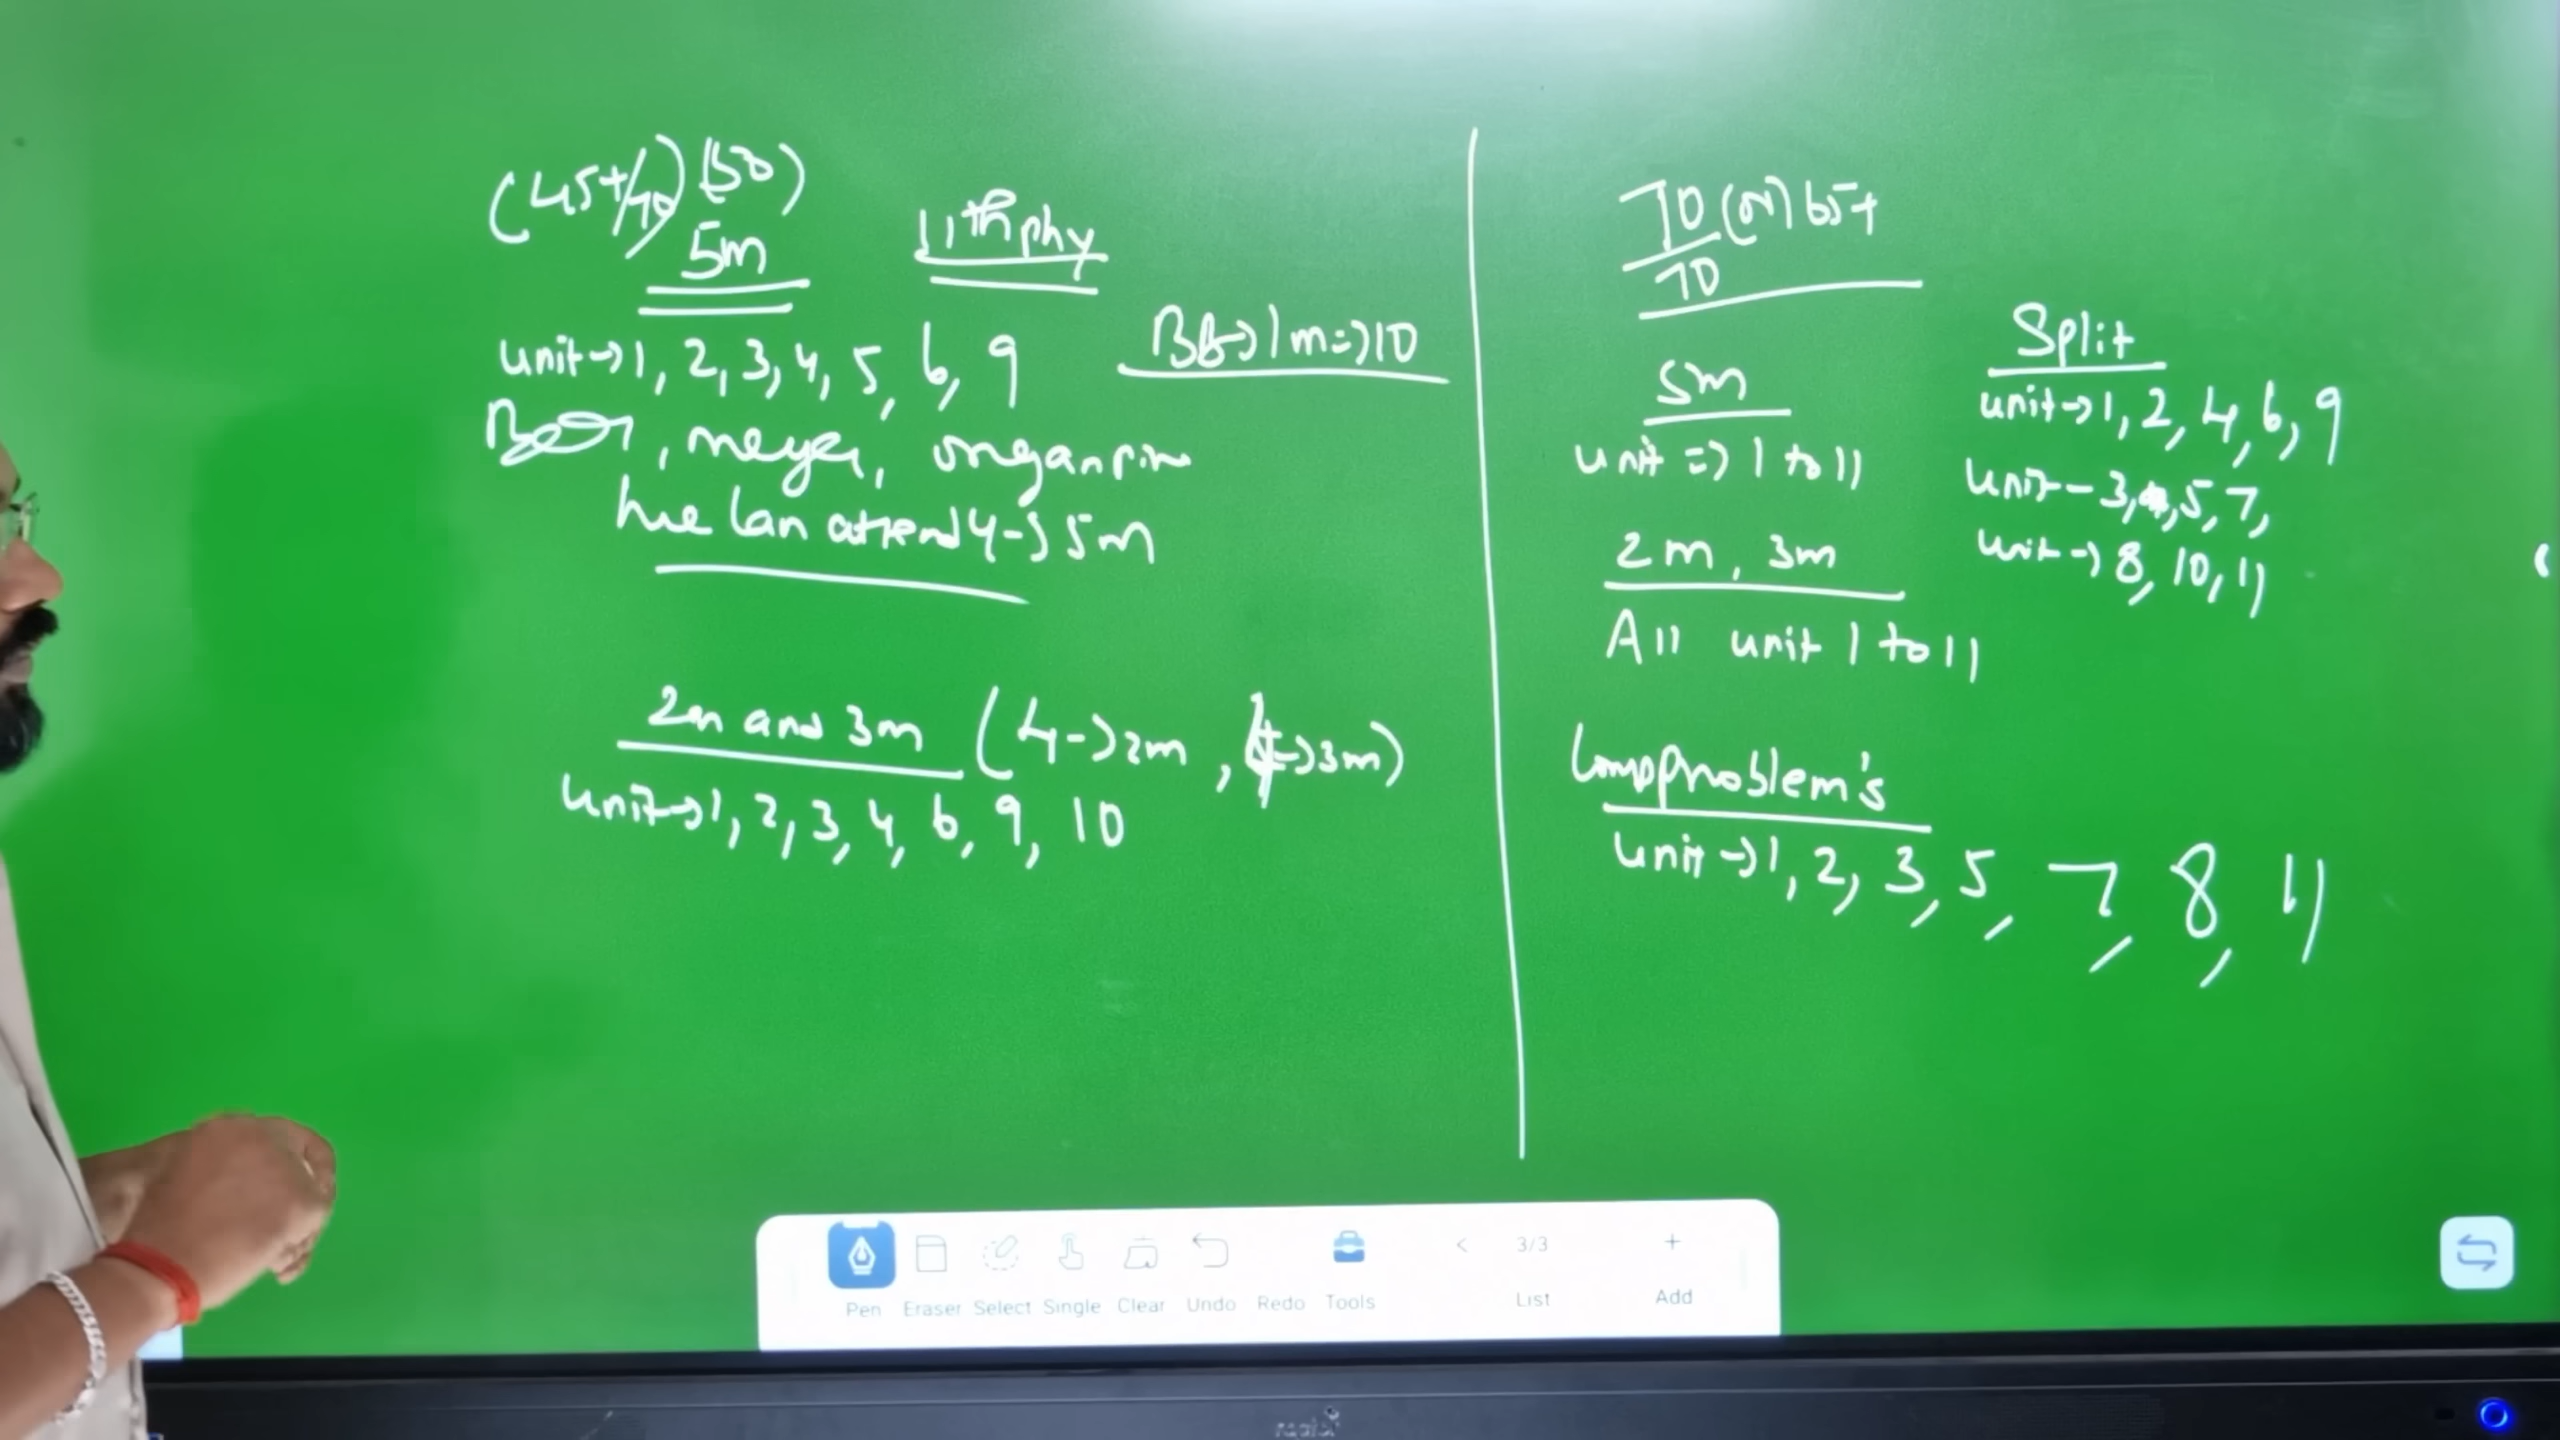 (45+/40) (50)
5m
11th phy
unit→1, 2, 3, 4, 5, 6, 9
BB→1m=>10
meyer,
we can attend 4→5m
2m and 3m (4→2m, 4→3m)
unit→1, 2, 3, 4, 6, 9, 10
70/70 (or) 65+
5m
unit => 1 to 11
2m, 3m
All unit 1 to 11
Split
unit→1, 2, 4, 6, 9
unit-3, 5, 7,
unit→8, 10, 11
problem's
unit→1, 2, 3, 5, 7, 8, 11
Pen Eraser Select Single Clear Undo Redo Tools
< 3/3 +
List Add